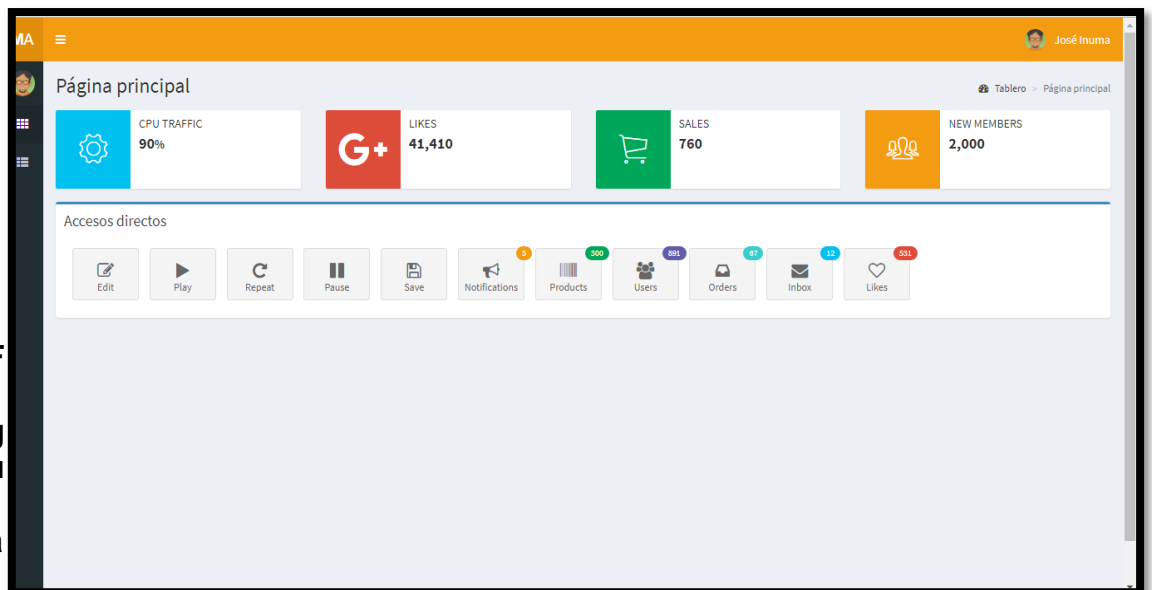 MA
José Inuma
Página principal
Tablero > Página principal
CPU TRAFFIC
90%
G+
LIKES
41,410
SALES
760
NEW MEMBERS
2,000
Accesos directos
Edit
Play
Repeat
Pause
Save
3
Notifications
300
Products
891
Users
67
Orders
12
Inbox
531
Likes